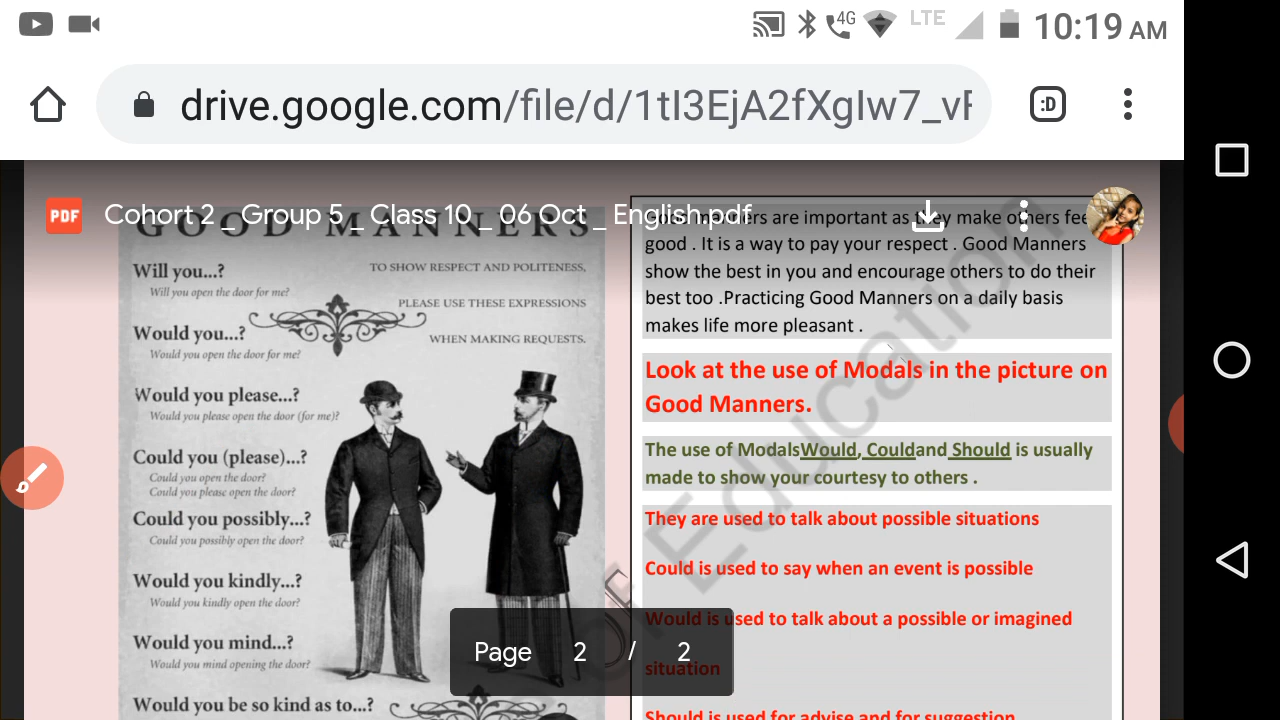 4G
LTE
10:19 AM
drive.google.com/file/d/1tI3EjA2fXgIw7_vF
:D
PDF
Cohort 2 _ Group 5 _ Class 10 _ 06 Oct _ English.pdf
GOOD MANNERS
Will you...?
Will you open the door for me?
Would you...?
Would you open the door for me?
Would you please...?
Would you please open the door (for me)?
Could you (please)...?
Could you open the door?
Could you please open the door?
Could you possibly...?
Could you possibly open the door?
Would you kindly...?
Would you kindly open the door?
Would you mind...?
Would you mind opening the door?
Would you be so kind as to...?
TO SHOW RESPECT AND POLITENESS,
PLEASE USE THESE EXPRESSIONS
WHEN MAKING REQUESTS.
manners are important as they make others fee
good . It is a way to pay your respect . Good Manners
show the best in you and encourage others to do their
best too .Practicing Good Manners on a daily basis
makes life more pleasant .
Look at the use of Modals in the picture on
Good Manners.
The use of ModalsWould, Couldand Should is usually
made to show your courtesy to others .
They are used to talk about possible situations
Could is used to say when an event is possible
Would is used to talk about a possible or imagined
situation
Should is used for advise and for suggestion
of Education
Page 2 / 2